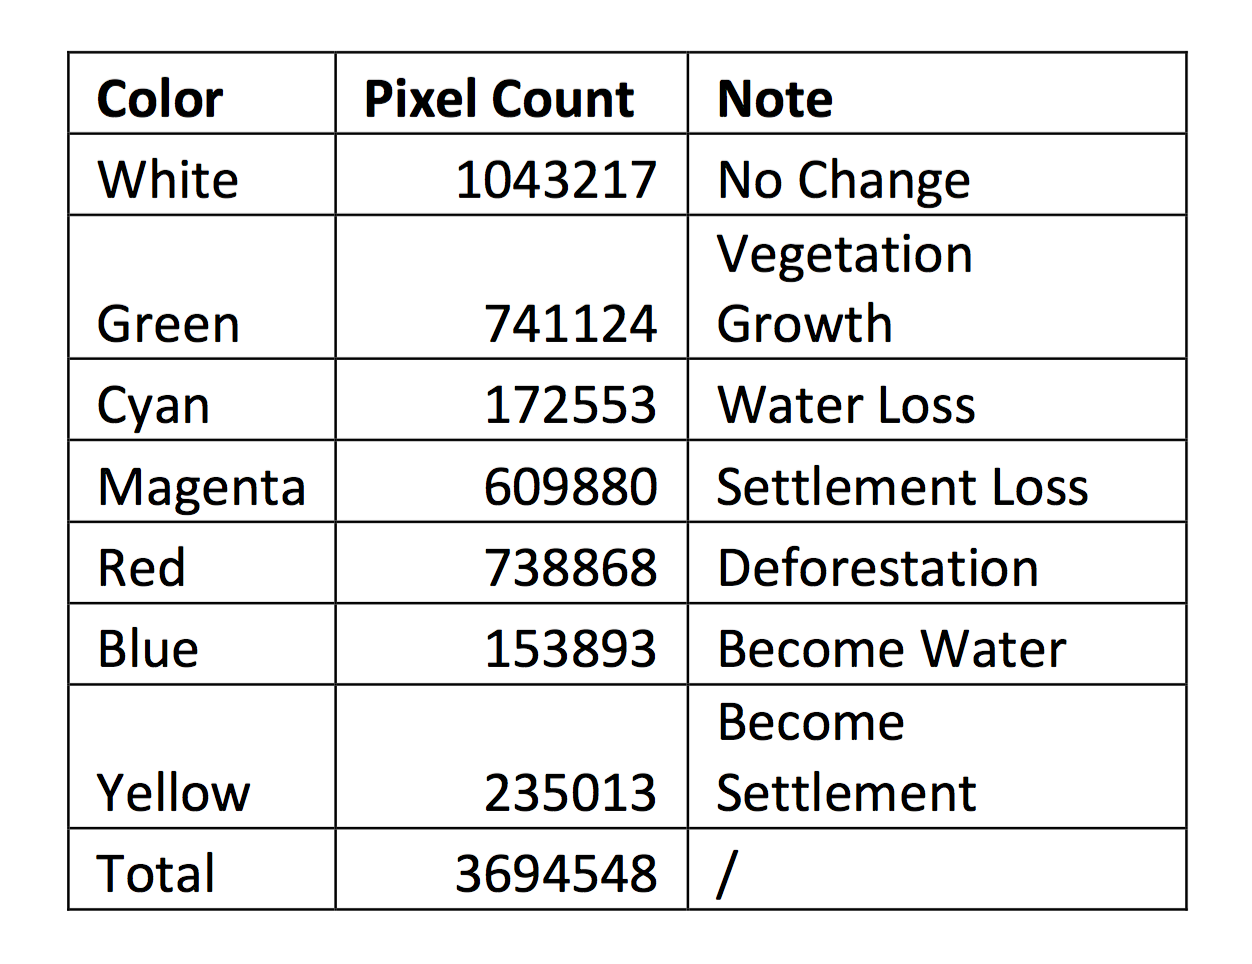 Color Pixel Count Note
White 1043217 No Change
Vegetation
Green 741124 Growth
Cyan 172553 Water Loss
Magenta 609880 Settlement Loss
Red 738868 Deforestation
Blue 153893 Become Water
Become
Yellow 235013 Settlement
Total 3694548 /